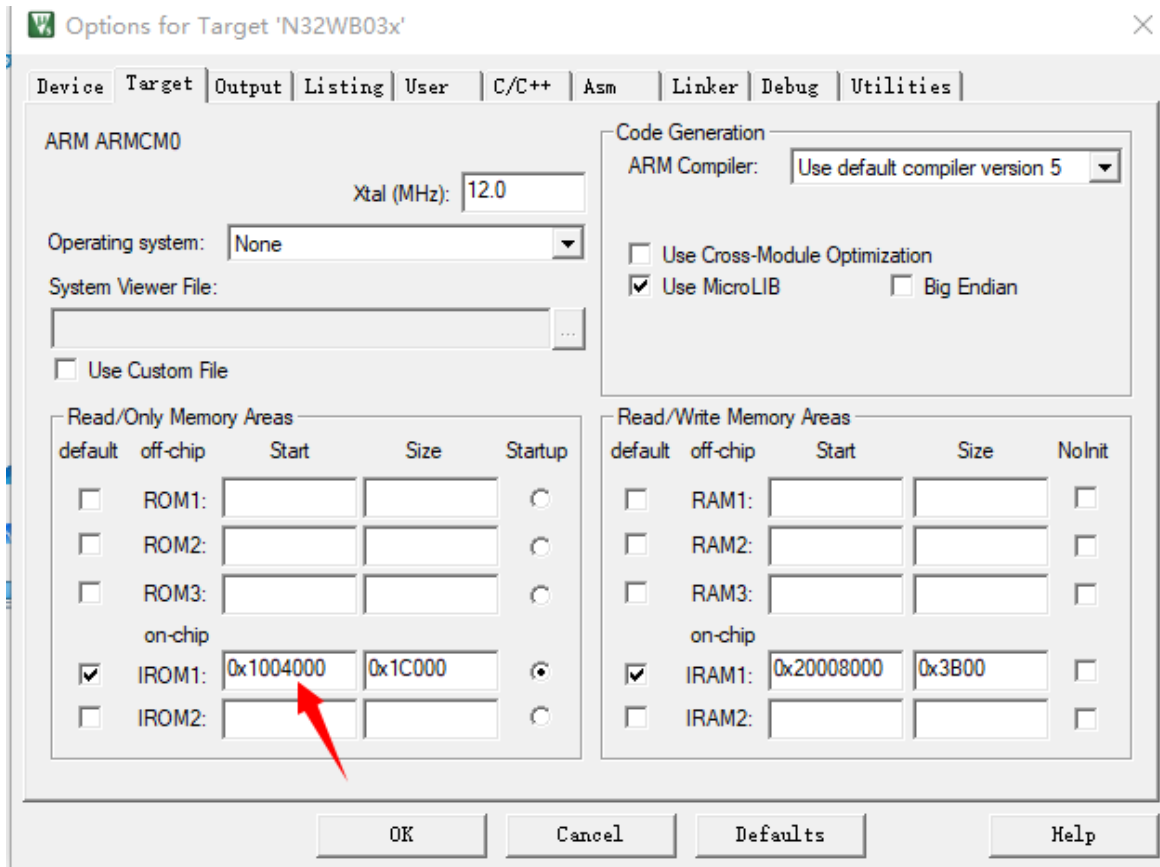 Options for Target 'N32WB03x'
Device Target Output Listing User C/C++ Asm Linker Debug Utilities
ARM ARMCM0
Xtal (MHz): 12.0
Operating system: None
System Viewer File:
...
Use Custom File
Code Generation
ARM Compiler: Use default compiler version 5
Use Cross-Module Optimization
Use MicroLIB Big Endian
Read/Only Memory Areas
default off-chip Start Size Startup
ROM1:
ROM2:
ROM3:
on-chip
IROM1: 0x1004000 0x1C000
IROM2:
Read/Write Memory Areas
default off-chip Start Size NoInit
RAM1:
RAM2:
RAM3:
on-chip
IRAM1: 0x20008000 0x3B00
IRAM2:
OK Cancel Defaults Help